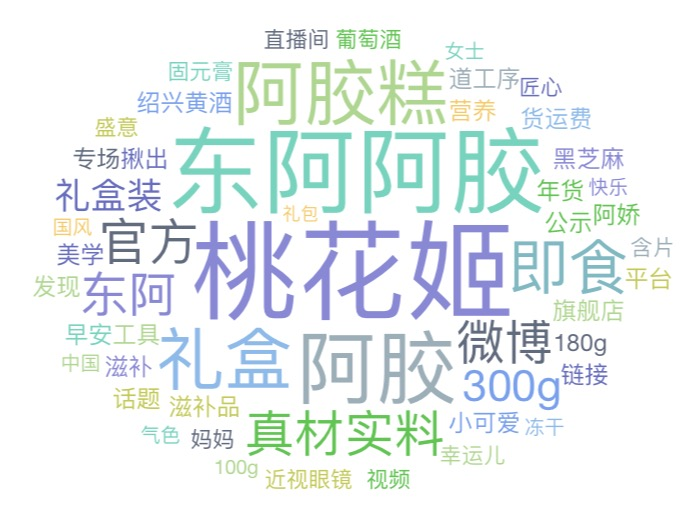 直播间 葡萄酒
女士
固元膏 阿胶糕 道工序 匠心
绍兴黄酒 营养 货运费
盛意
专场 揪出 东阿阿胶 黑芝麻
礼盒装 年货 快乐
礼包
国风 官方 桃花姬 公示 阿娇
美学 即食 含片
发现 东阿 平台
旗舰店
早安 工具 礼盒 阿胶 微博 180g
中国 滋补 300g 链接
话题 滋补品
真材实料 小可爱 冻干
气色 妈妈 幸运儿
100g 近视眼镜 视频